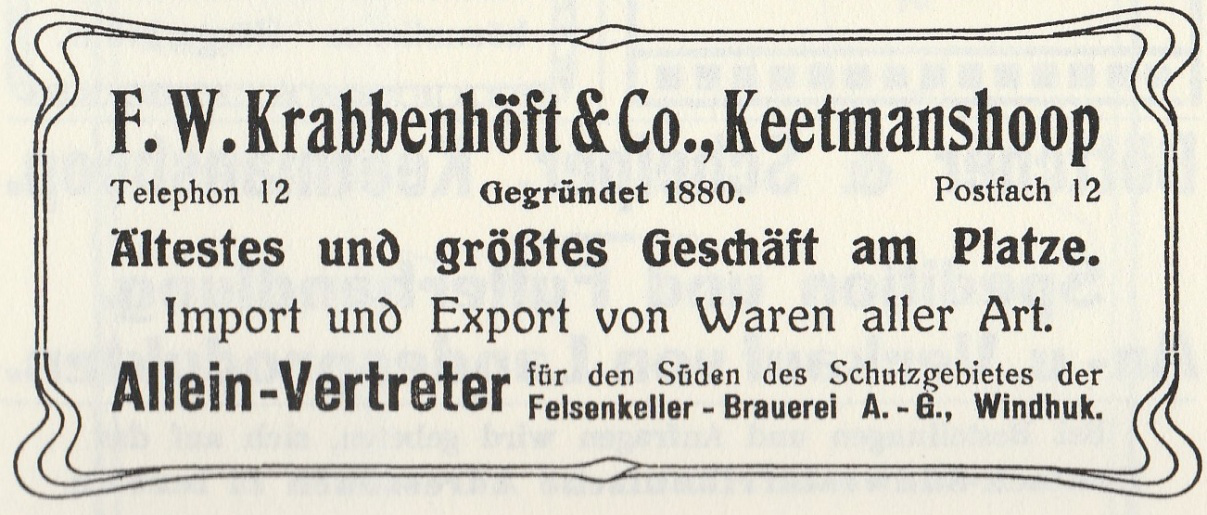 F. W. Krabbenhöft & Co., Keetmanshoop
Telephon 12 Gegründet 1880. Postfach 12
Ältestes und größtes Geschäft am Platze.
Import und Export von Waren aller Art.
Allein-Vertreter für den Süden des Schutzgebietes der
Felsenkeller-Brauerei A.-G., Windhuk.